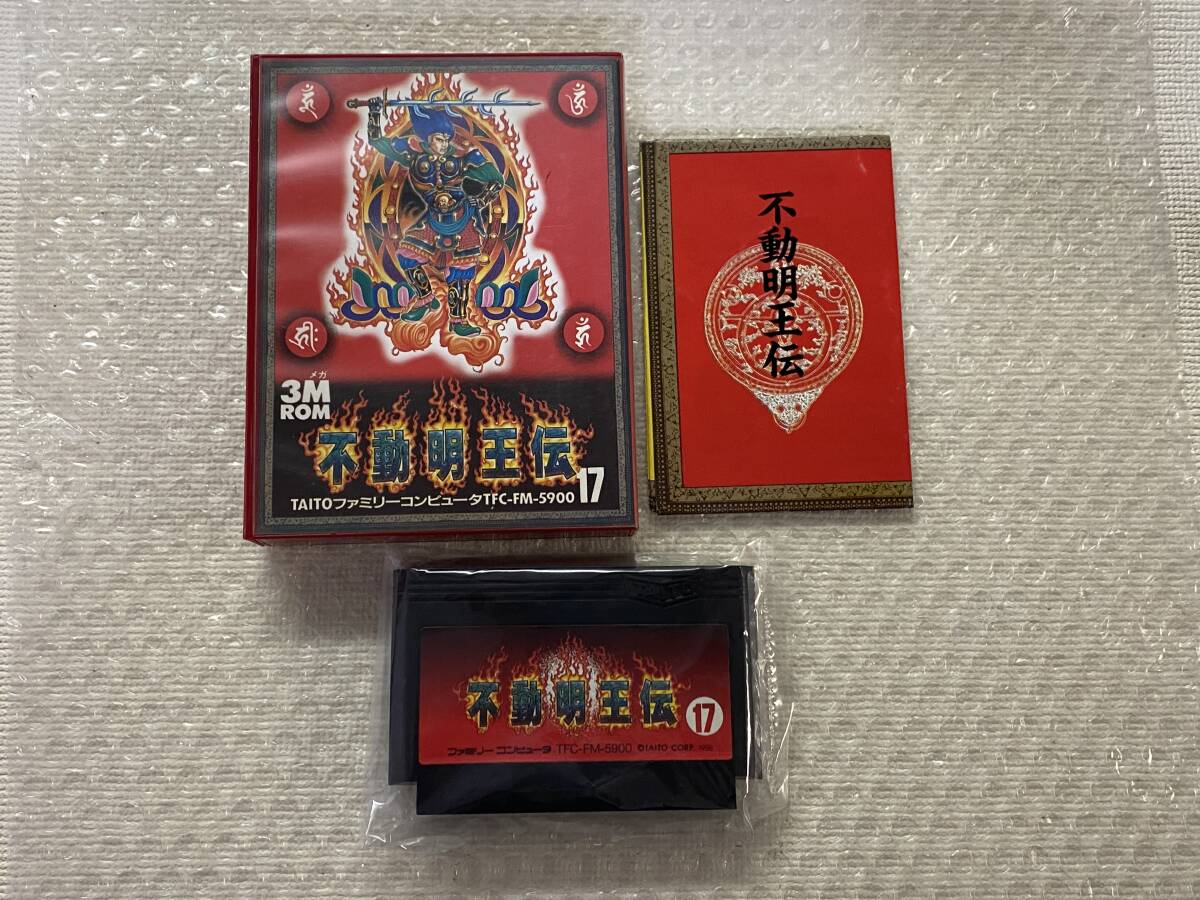 メガ
3M
ROM
不動明王伝
17
TAITOファミリーコンピュータTFC-FM-5900
不動明王伝
不動明王伝
17
ファミリーコンピュータ TFC-FM-5900 ©TAITO CORP.